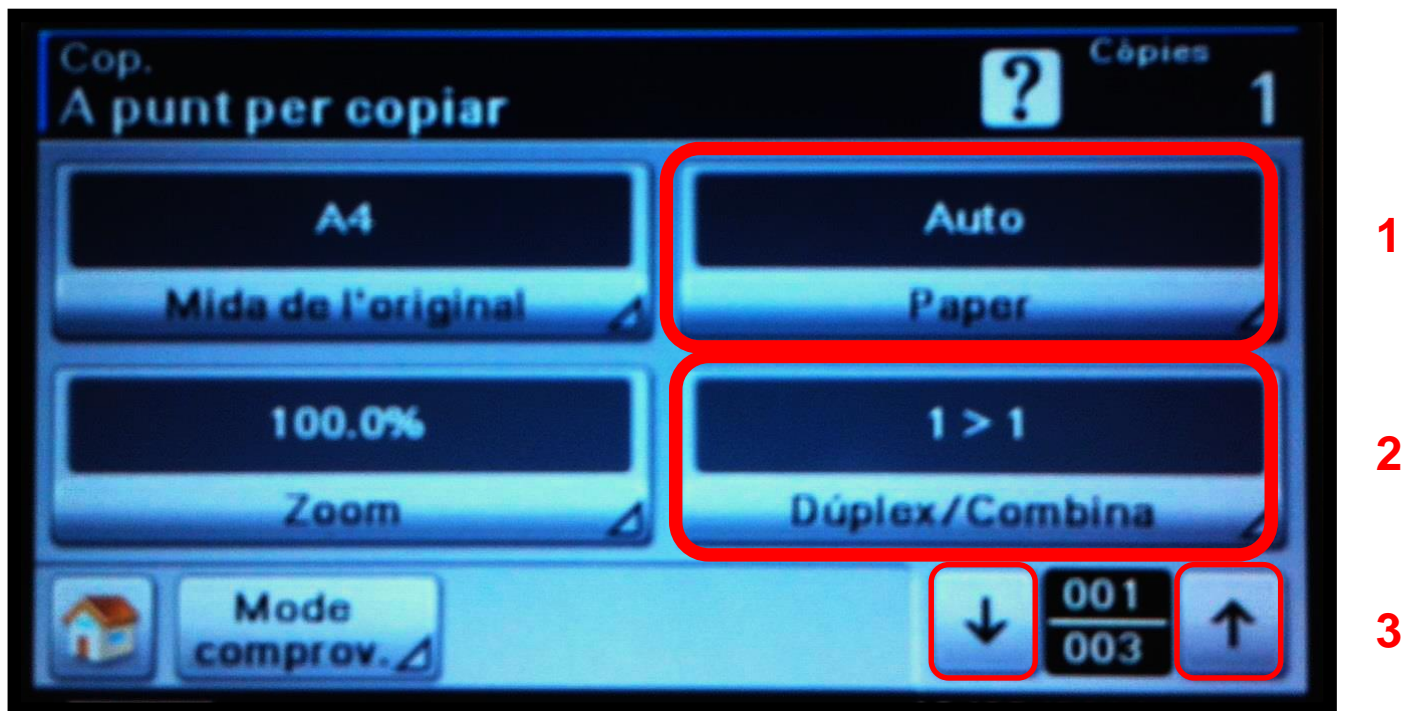 Cop.
Còpies
A punt per copiar
?
1
A4
Auto
1
Mida de l'original
Paper
100.0%
1 > 1
2
Zoom
Dúplex/Combina
Mode
comprov.
↓
001
003
↑
3